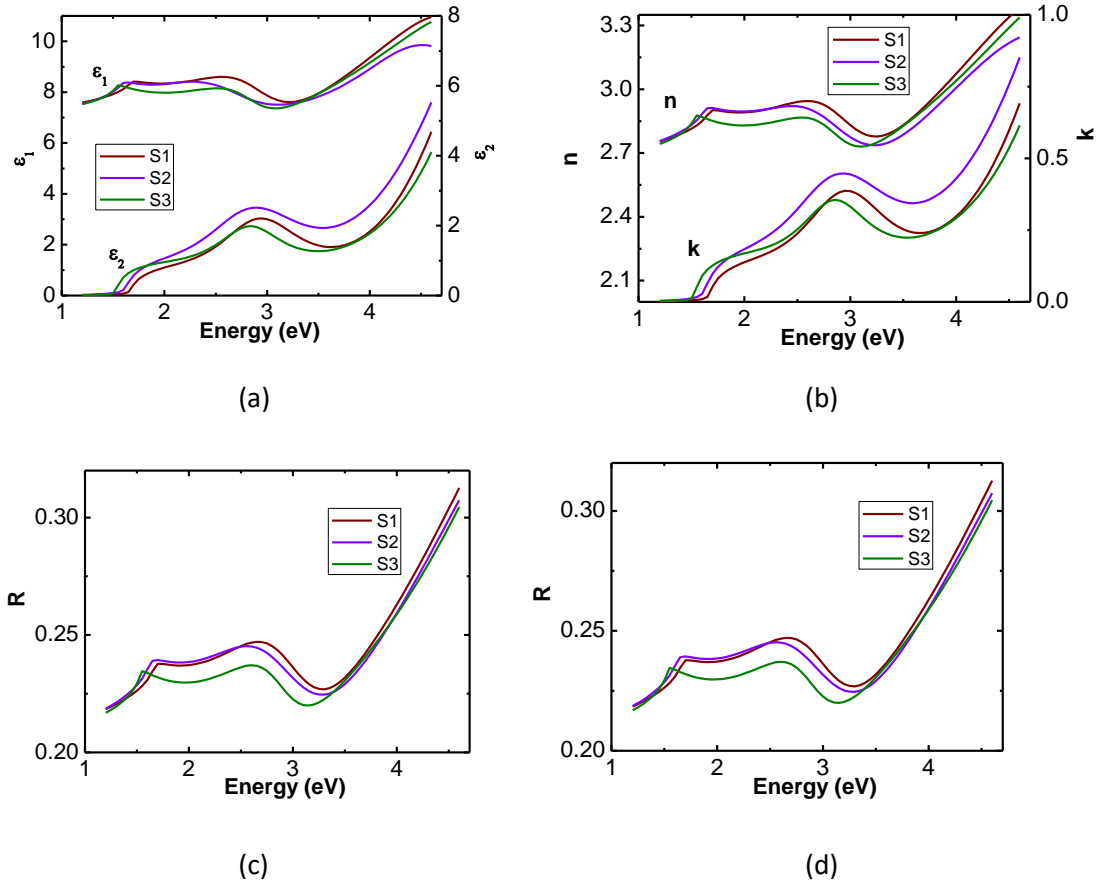 10
8
6
4
2
0
8
6
4
2
0
ε1
ε2
S1
S2
S3
ε1
ε2
1
2
3
4
Energy (eV)
(a)
3.3
3.0
2.7
2.4
2.1
1.0
0.5
0.0
S1
S2
S3
n
k
n
k
1
2
3
4
Energy (eV)
(b)
0.30
0.25
0.20
S1
S2
S3
R
1
2
3
4
Energy (eV)
(c)
0.30
0.25
0.20
S1
S2
S3
R
1
2
3
4
Energy (eV)
(d)